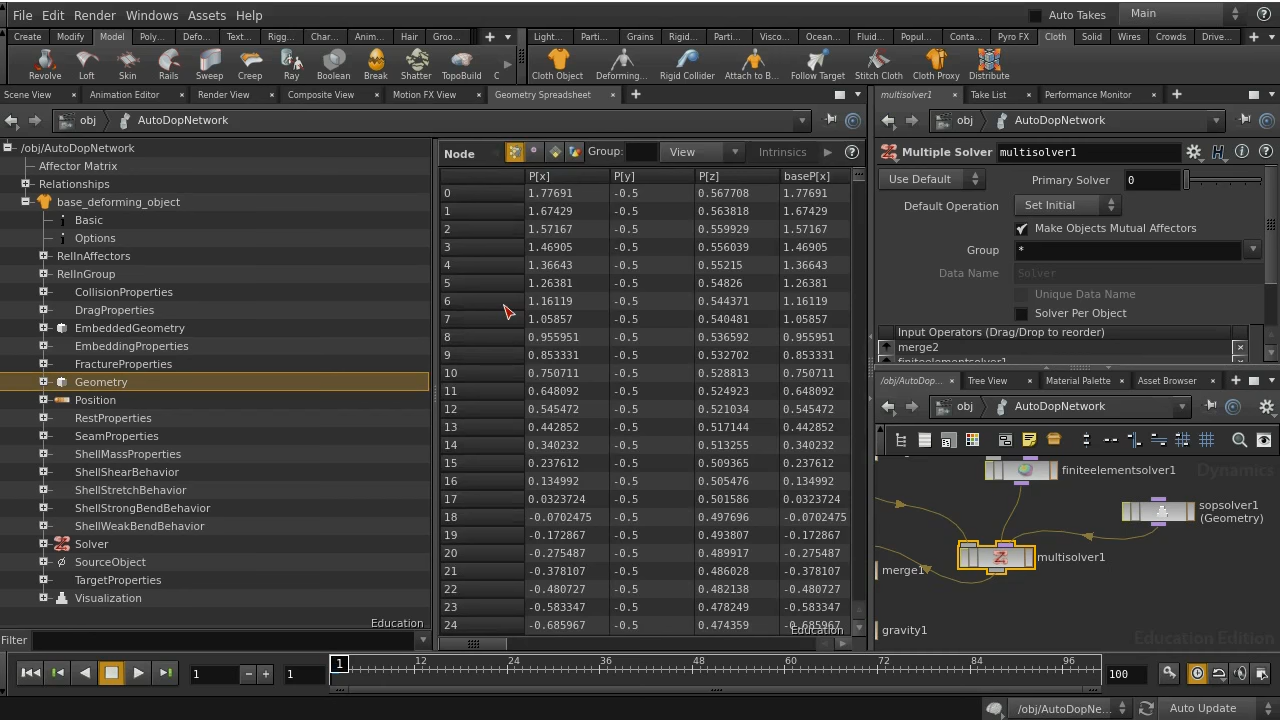 File Edit Render Windows Assets Help Auto Takes Main
Create Modify Model Poly... Defo... Text... Rigg... Char... Anim... Hair Groo... Light... Parti... Grains Rigid... Parti... Visco... Ocean... Fluid... Popul... Conta... Pyro FX Cloth Solid Wires Crowds Drive...
Revolve Loft Skin Rails Sweep Creep Ray Boolean Break Shatter TopoBuild C Cloth Object Deforming... Rigid Collider Attach to B... Follow Target Stitch Cloth Cloth Proxy Distribute
Scene View Animation Editor Render View Composite View Motion FX View Geometry Spreadsheet multisolver1 Take List Performance Monitor
obj AutoDopNetwork obj AutoDopNetwork
/obj/AutoDopNetwork
Affector Matrix
Relationships
base_deforming_object
Basic
Options
RelInAffectors
RelInGroup
CollisionProperties
DragProperties
EmbeddedGeometry
EmbeddingProperties
FractureProperties
Geometry
Position
RestProperties
SeamProperties
ShellMassProperties
ShellShearBehavior
ShellStretchBehavior
ShellStrongBendBehavior
ShellWeakBendBehavior
Solver
SourceObject
TargetProperties
Visualization
Education
Filter
Node Group: View Intrinsics
P[x] P[y] P[z] baseP[x]
0 1.77691 -0.5 0.567708 1.77691
1 1.67429 -0.5 0.563818 1.67429
2 1.57167 -0.5 0.559929 1.57167
3 1.46905 -0.5 0.556039 1.46905
4 1.36643 -0.5 0.55215 1.36643
5 1.26381 -0.5 0.54826 1.26381
6 1.16119 -0.5 0.544371 1.16119
7 1.05857 -0.5 0.540481 1.05857
8 0.955951 -0.5 0.536592 0.955951
9 0.853331 -0.5 0.532702 0.853331
10 0.750711 -0.5 0.528813 0.750711
11 0.648092 -0.5 0.524923 0.648092
12 0.545472 -0.5 0.521034 0.545472
13 0.442852 -0.5 0.517144 0.442852
14 0.340232 -0.5 0.513255 0.340232
15 0.237612 -0.5 0.509365 0.237612
16 0.134992 -0.5 0.505476 0.134992
17 0.0323724 -0.5 0.501586 0.0323724
18 -0.0702475 -0.5 0.497696 -0.0702475
19 -0.172867 -0.5 0.493807 -0.172867
20 -0.275487 -0.5 0.489917 -0.275487
21 -0.378107 -0.5 0.486028 -0.378107
22 -0.480727 -0.5 0.482138 -0.480727
23 -0.583347 -0.5 0.478249 -0.583347
24 -0.685967 -0.5 0.474359 -0.685967
Education
Multiple Solver multisolver1
Use Default Primary Solver 0
Default Operation Set Initial
Make Objects Mutual Affectors
Group *
Data Name Solver
Unique Data Name
Solver Per Object
Input Operators (Drag/Drop to reorder)
merge2
finiteelementsolver1
/obj/AutoDop... Tree View Material Palette Asset Browser
obj AutoDopNetwork
finiteelementsolver1 Dynamics
sopsolver1
(Geometry)
multisolver1
merge1
gravity1
Education Edition
1 1 1 12 24 36 48 60 72 84 96 100
/obj/AutoDopNe... Auto Update